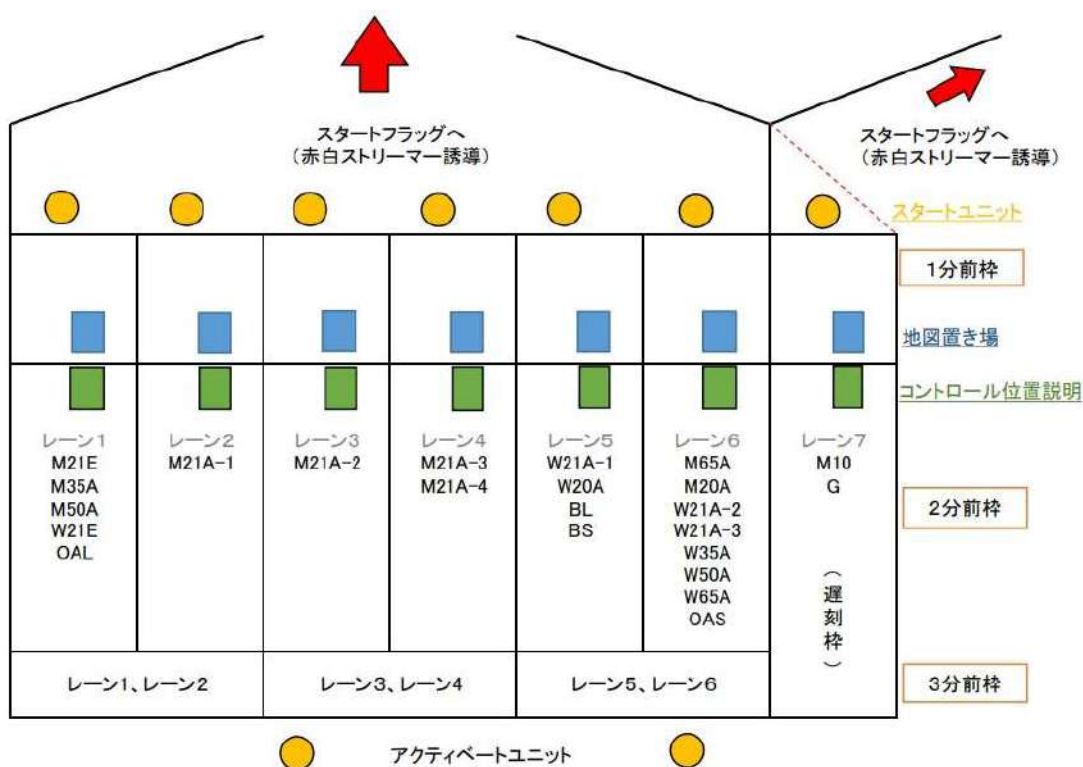 スタートフラッグへ
(赤白ストリーマー誘導)
スタートフラッグへ
(赤白ストリーマー誘導)
スタートユニット
1分前枠
地図置き場
コントロール位置説明
レーン1
M21E
M35A
M50A
W21E
OAL
レーン2
M21A-1
レーン3
M21A-2
レーン4
M21A-3
M21A-4
レーン5
W21A-1
W20A
BL
BS
レーン6
M65A
M20A
W21A-2
W21A-3
W35A
W50A
W65A
OAS
レーン7
M10
G
(遅刻枠)
2分前枠
レーン1、レーン2
レーン3、レーン4
レーン5、レーン6
3分前枠
アクティベートユニット